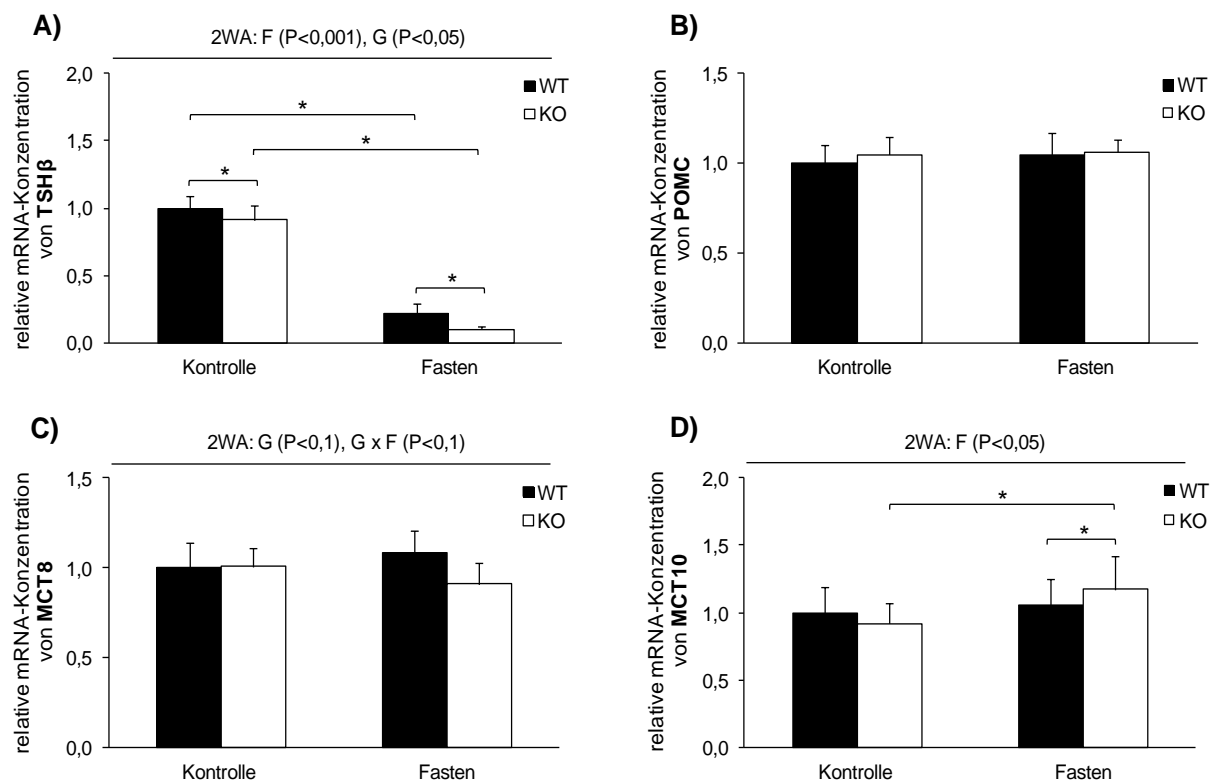 A)
2WA: F (P<0,001), G (P<0,05)
relative mRNA-Konzentration
von TSHβ
2,0
1,5
1,0
0,5
0,0
WT
KO
*
*
*
*
Kontrolle
Fasten
B)
relative mRNA-Konzentration
von POMC
1,5
1,0
0,5
0,0
WT
KO
Kontrolle
Fasten
C)
2WA: G (P<0,1), G x F (P<0,1)
relative mRNA-Konzentration
von MCT8
1,5
1,0
0,5
0,0
WT
KO
Kontrolle
Fasten
D)
2WA: F (P<0,05)
relative mRNA-Konzentration
von MCT10
2,0
1,5
1,0
0,5
0,0
WT
KO
*
*
Kontrolle
Fasten